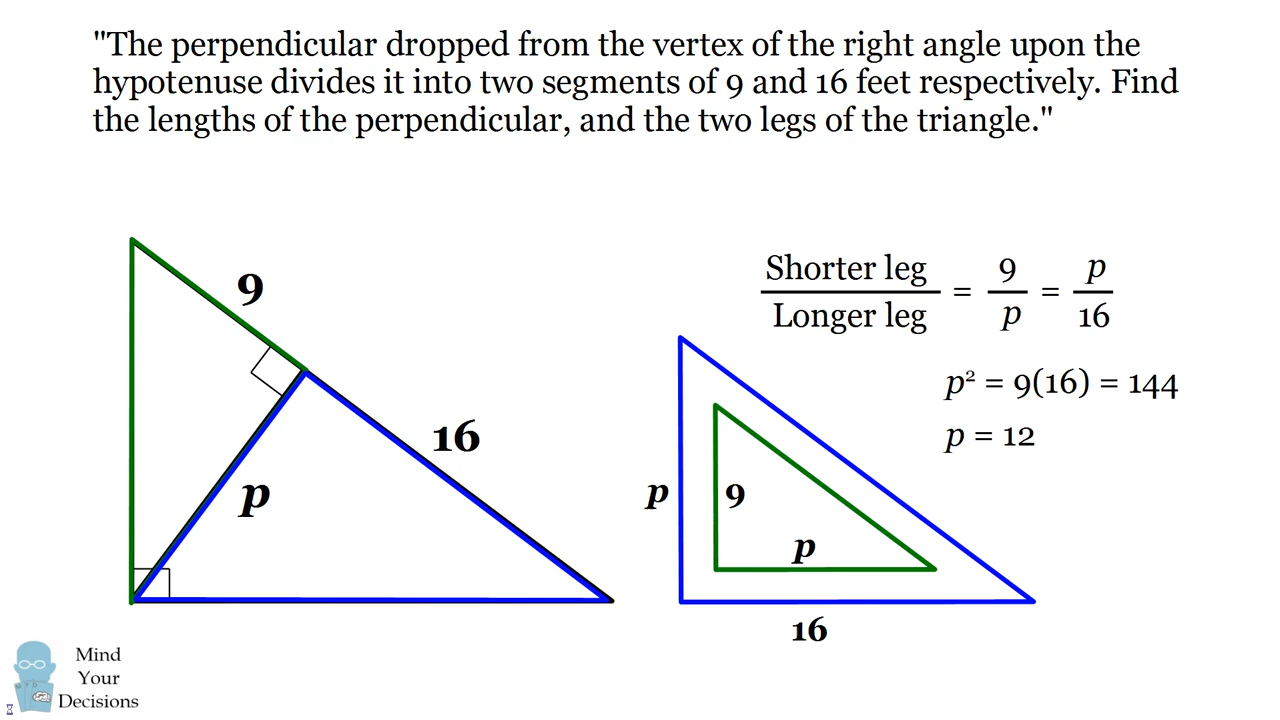 "The perpendicular dropped from the vertex of the right angle upon the
hypotenuse divides it into two segments of 9 and 16 feet respectively. Find
the lengths of the perpendicular, and the two legs of the triangle."
9
16
p
Shorter leg / Longer leg = 9 / p = p / 16
p² = 9(16) = 144
p = 12
p
9
p
16
Mind
Your
Decisions